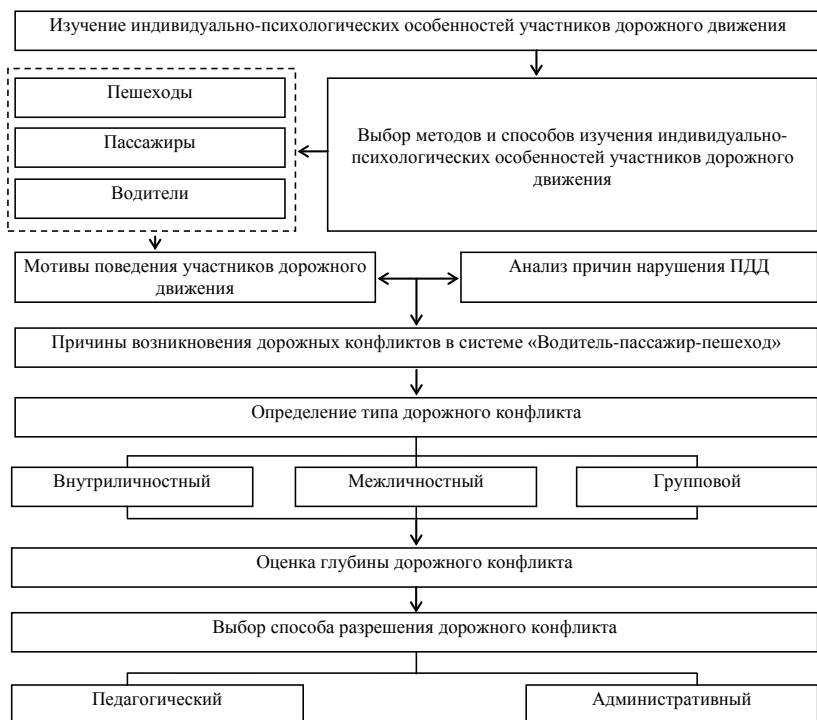 Изучение индивидуально-психологических особенностей участников дорожного движения
Пешеходы
Пассажиры
Водители
Выбор методов и способов изучения индивидуально-
психологических особенностей участников дорожного
движения
Мотивы поведения участников дорожного
движения
Анализ причин нарушения ПДД
Причины возникновения дорожных конфликтов в системе «Водитель-пассажир-пешеход»
Определение типа дорожного конфликта
Внутриличностный
Межличностный
Групповой
Оценка глубины дорожного конфликта
Выбор способа разрешения дорожного конфликта
Педагогический
Административный